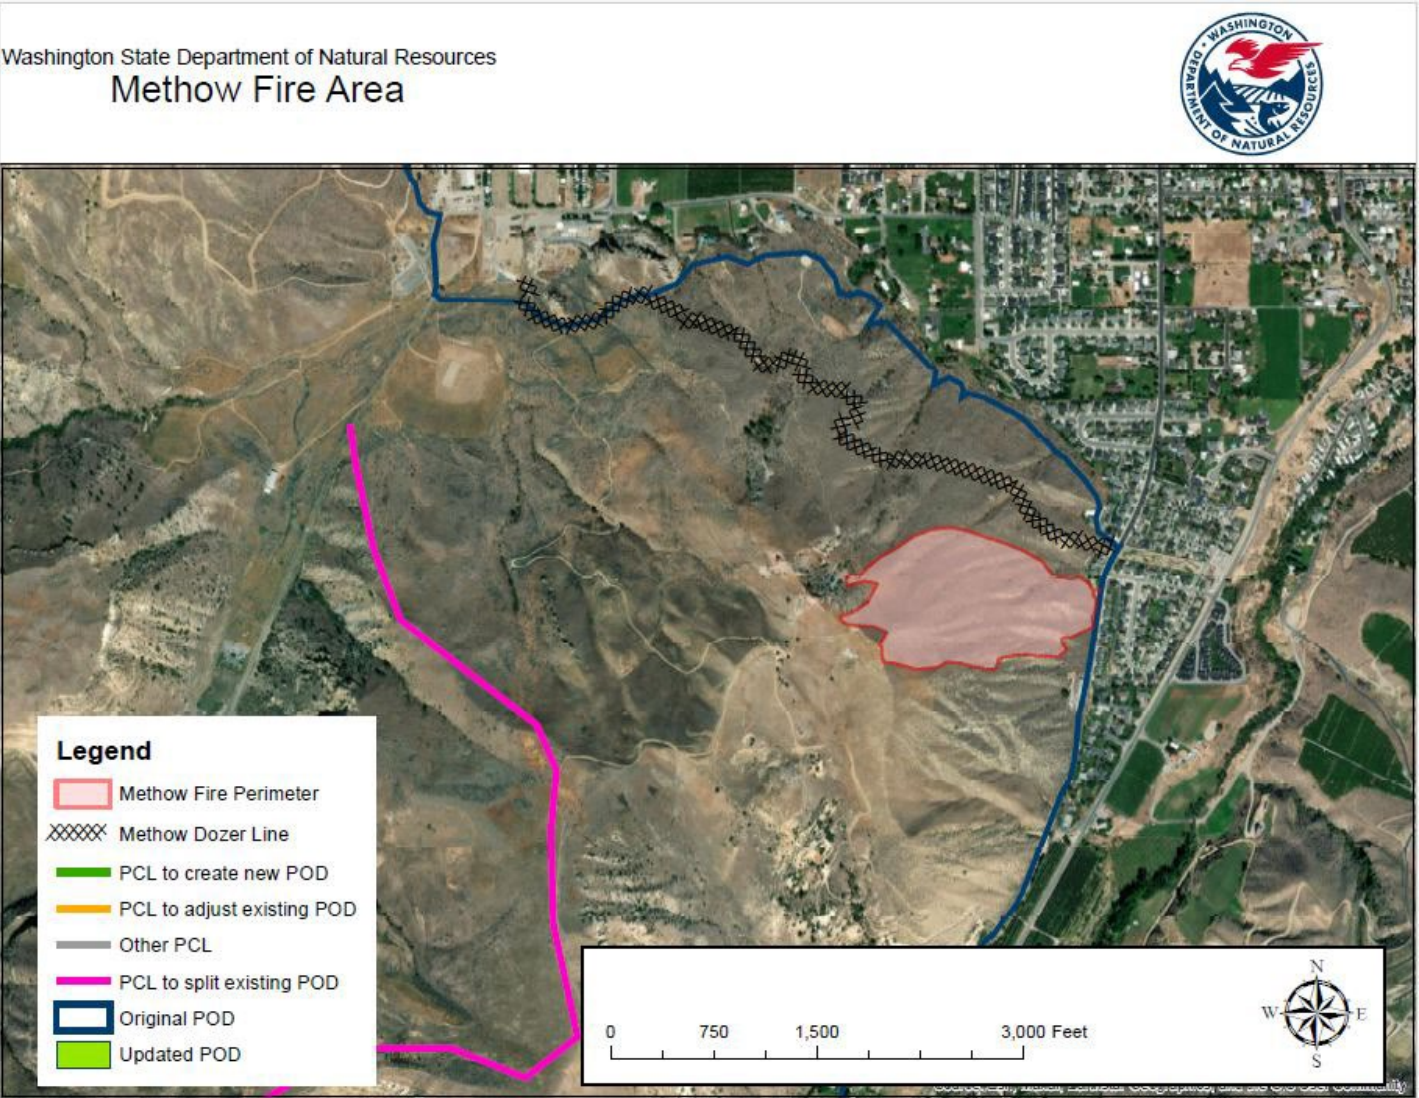 Washington State Department of Natural Resources
Methow Fire Area
WASHINGTON
DEPARTMENT OF NATURAL RESOURCES
Legend
Methow Fire Perimeter
Methow Dozer Line
PCL to create new POD
PCL to adjust existing POD
Other PCL
PCL to split existing POD
Original POD
Updated POD
0 750 1,500 3,000 Feet
N
W E
S